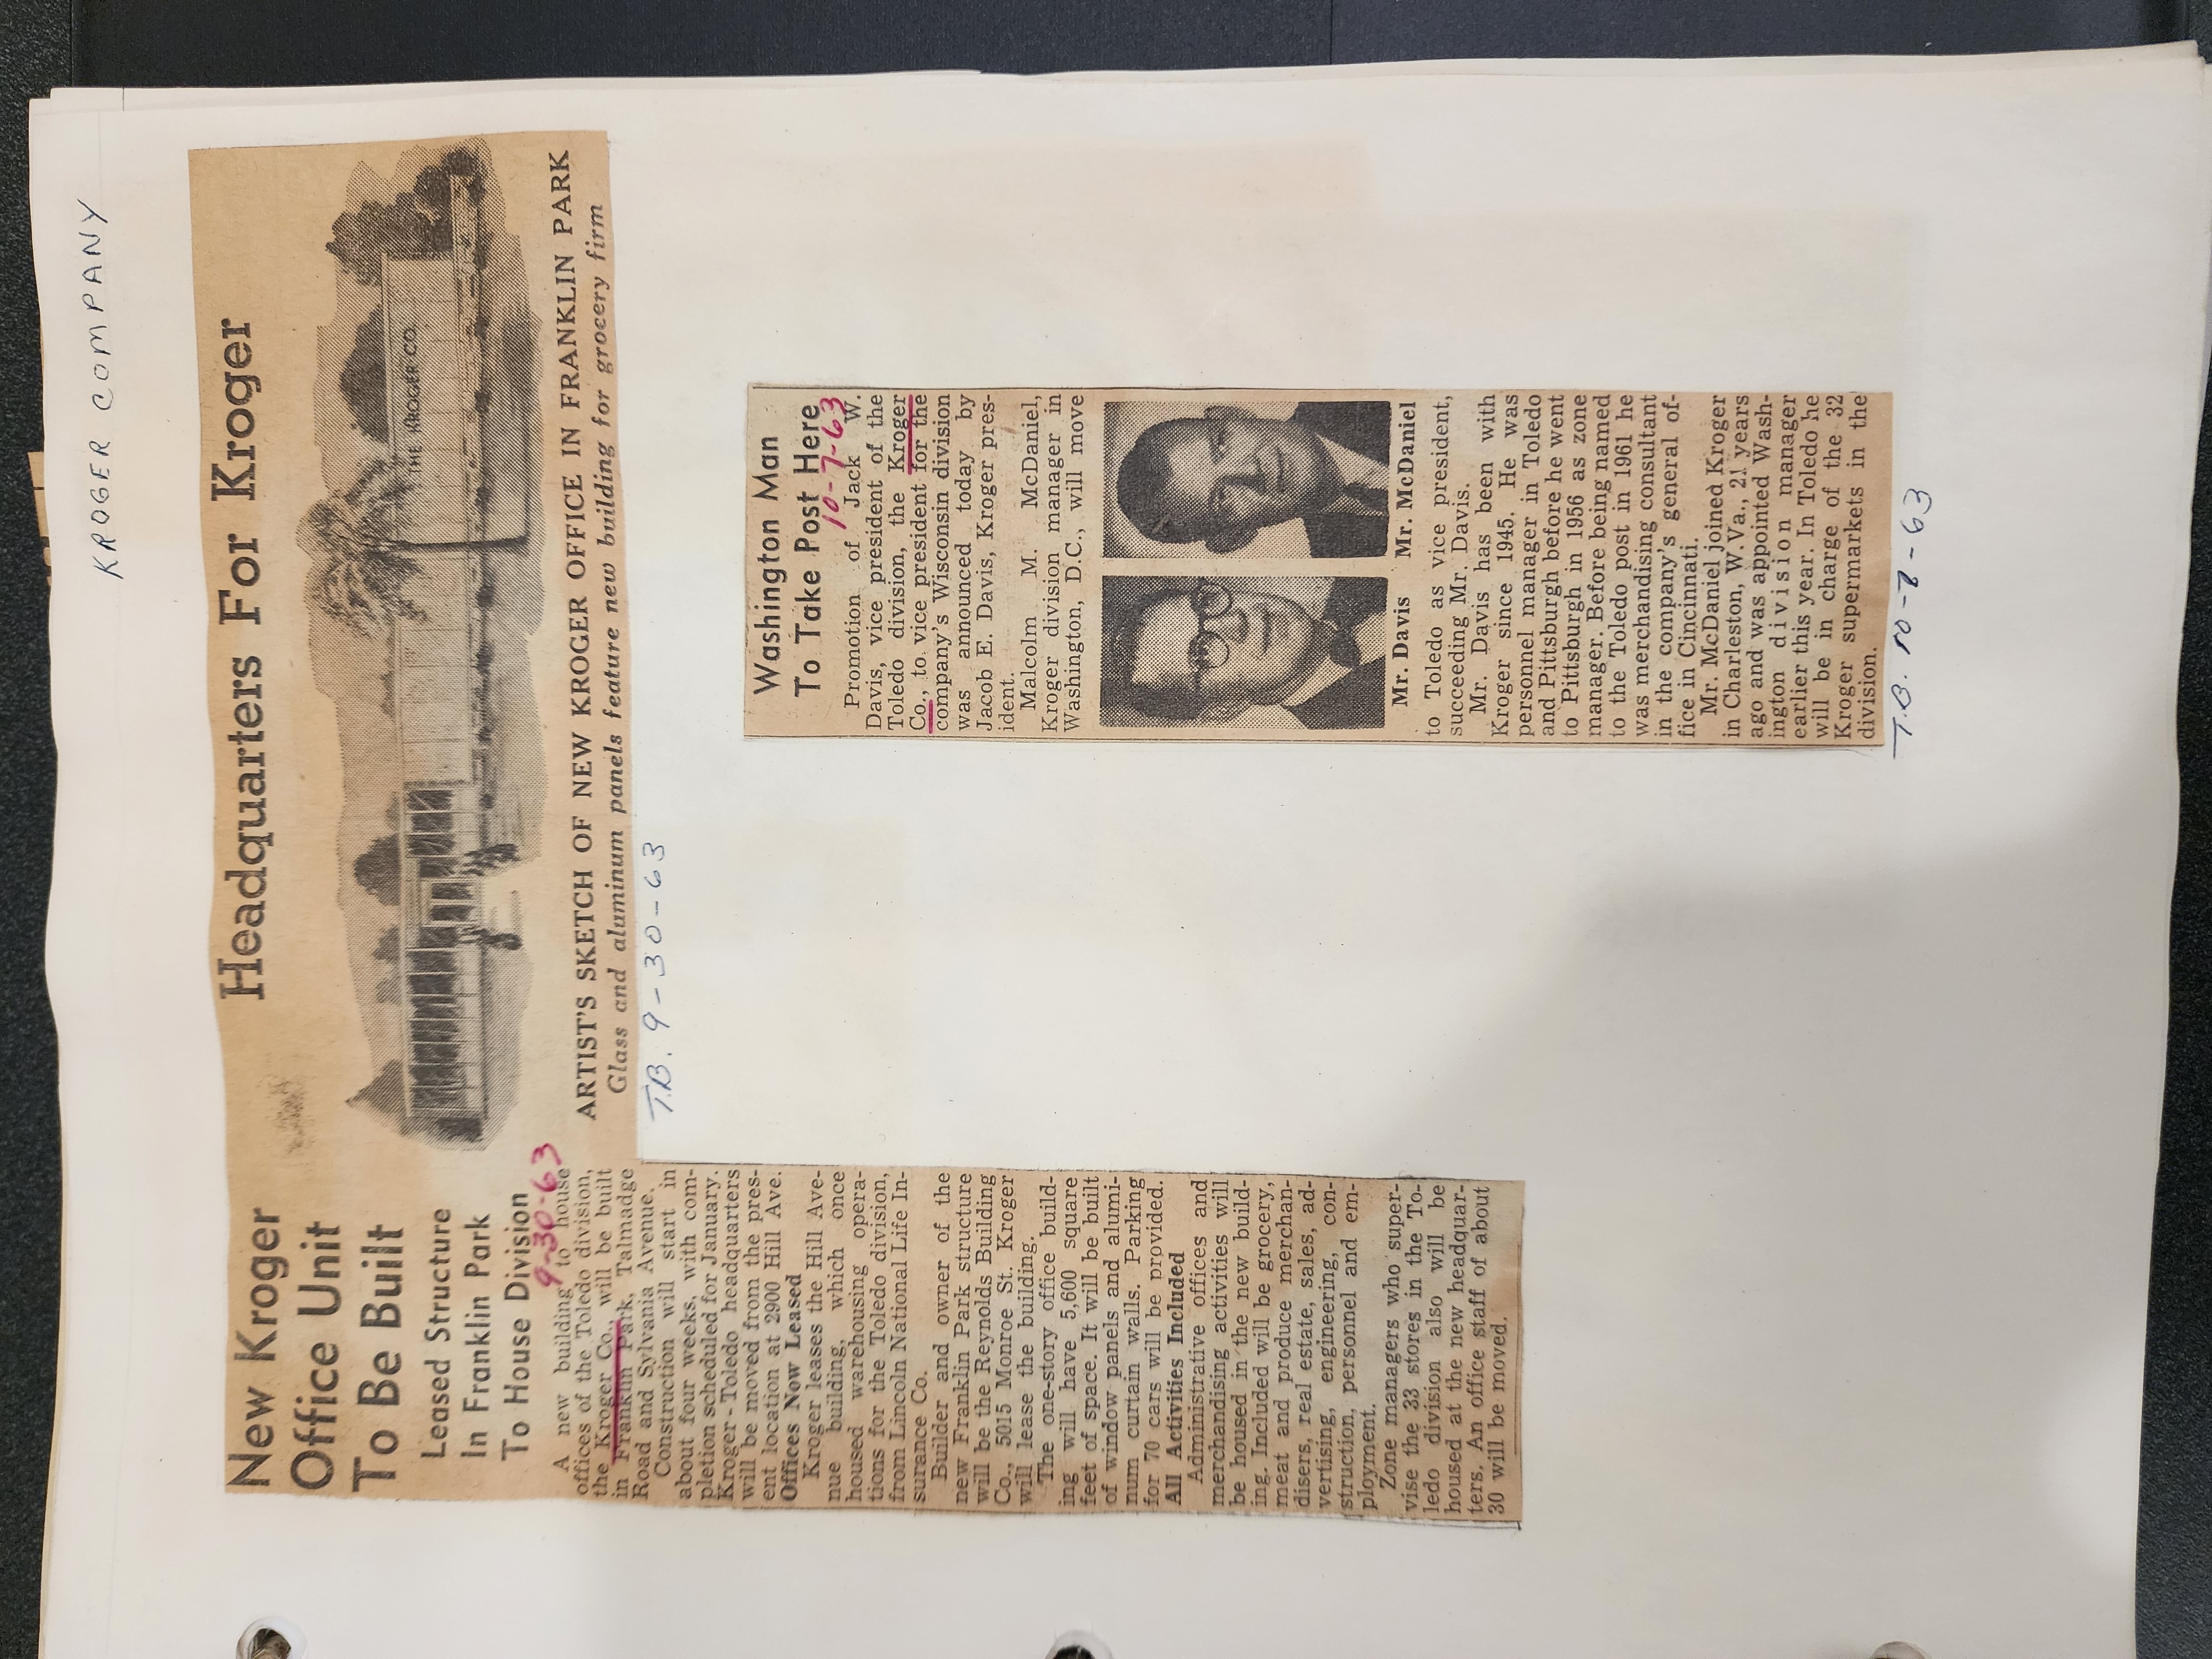 KROGER COMPANY
Headquarters For Kroger
THE KROGER CO.
ARTIST'S SKETCH OF NEW KROGER OFFICE IN FRANKLIN PARK
Glass and aluminum panels feature new building for grocery firm
T.B. 9-30-63
New Kroger
Office Unit
To Be Built
Leased Structure
In Franklin Park
To House Division
9-30-63
A new building to house
offices of the Toledo division,
the Kroger Co., will be built
in Franklin Park, Talmadge
Road and Sylvania Avenue.
Construction will start in
about four weeks, with com-
pletion scheduled for January.
Kroger-Toledo headquarters
will be moved from the pres-
ent location at 2900 Hill Ave.
Offices Now Leased
Kroger leases the Hill Ave-
nue building, which once
housed warehousing opera-
tions for the Toledo division,
from Lincoln National Life In-
surance Co.
Builder and owner of the
new Franklin Park structure
will be the Reynolds Building
Co., 5015 Monroe St. Kroger
will lease the building.
The one-story office build-
ing will have 5,600 square
feet of space. It will be built
of window panels and alumi-
num curtain walls. Parking
for 70 cars will be provided.
All Activities Included
Administrative offices and
merchandising activities will
be housed in the new build-
ing. Included will be grocery,
meat and produce merchan-
disers, real estate, sales, ad-
vertising, engineering, con-
struction, personnel and em-
ployment.
Zone managers who super-
vise the 33 stores in the To-
ledo division also will be
housed at the new headquar-
ters. An office staff of about
30 will be moved.
Washington Man
To Take Post Here
10-7-63
Promotion of Jack W.
Davis, vice president of the
Toledo division, the Kroger
Co., to vice president for the
company's Wisconsin division
was announced today by
Jacob E. Davis, Kroger pres-
ident.
Malcolm M. McDaniel,
Kroger division manager in
Washington, D.C., will move
Mr. Davis Mr. McDaniel
to Toledo as vice president,
succeeding Mr. Davis.
Mr. Davis has been with
Kroger since 1945. He was
personnel manager in Toledo
and Pittsburgh before he went
to Pittsburgh in 1956 as zone
manager. Before being named
to the Toledo post in 1961 he
was merchandising consultant
in the company's general of-
fice in Cincinnati.
Mr. McDaniel joined Kroger
in Charleston, W.Va., 21 years
ago and was appointed Wash-
ington division manager
earlier this year. In Toledo he
will be in charge of the 32
Kroger supermarkets in the
division.
T.B. 10-8-63